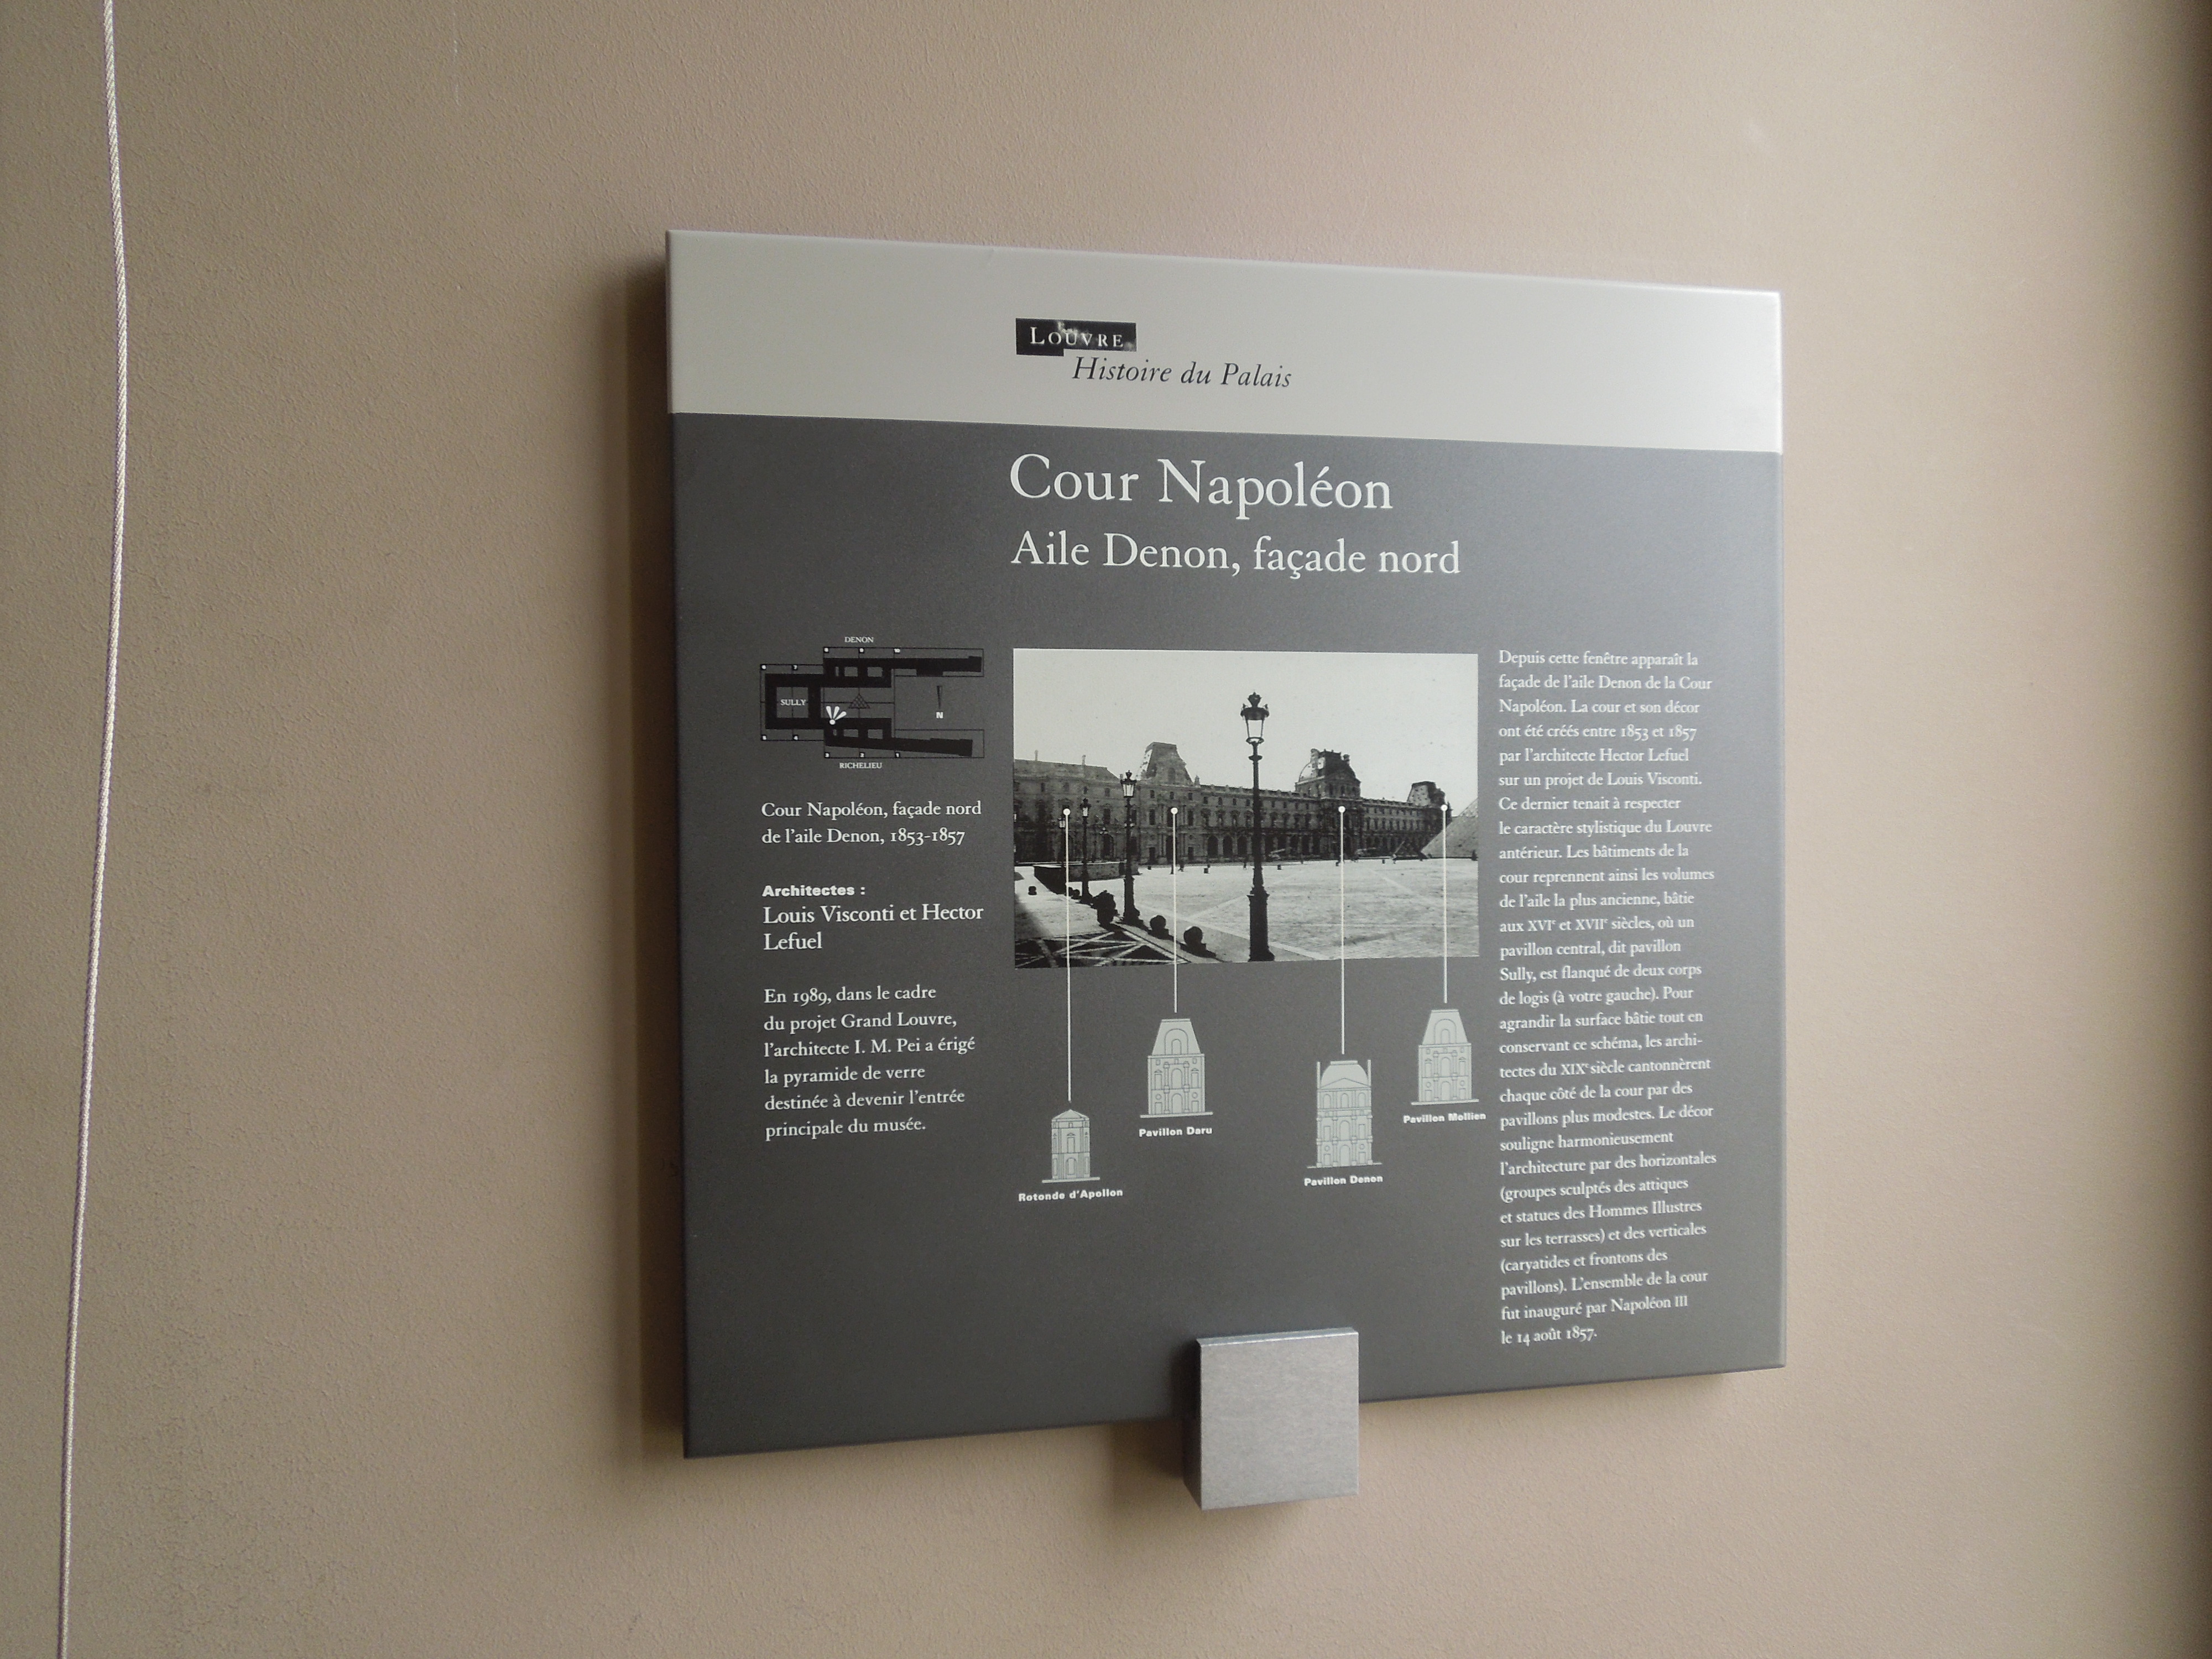 LOUVRE
Histoire du Palais
Cour Napoléon
Aile Denon, façade nord
DENON
SULLY
N
RICHELIEU
Cour Napoléon, façade nord
de l'aile Denon, 1853-1857
Architectes :
Louis Visconti et Hector
Lefuel
En 1989, dans le cadre
du projet Grand Louvre,
l'architecte I. M. Pei a érigé
la pyramide de verre
destinée à devenir l'entrée
principale du musée.
Rotonde d'Apollon
Pavillon Daru
Pavillon Denon
Pavillon Mollien
Depuis cette fenêtre apparaît la
façade de l'aile Denon de la Cour
Napoléon. La cour et son décor
ont été créés entre 1853 et 1857
par l'architecte Hector Lefuel
sur un projet de Louis Visconti.
Ce dernier tenait à respecter
le caractère stylistique du Louvre
antérieur. Les bâtiments de la
cour reprennent ainsi les volumes
de l'aile la plus ancienne, bâtie
aux XVIe et XVIIe siècles, où un
pavillon central, dit pavillon
Sully, est flanqué de deux corps
de logis (à votre gauche). Pour
agrandir la surface bâtie tout en
conservant ce schéma, les archi-
tectes du XIXe siècle cantonnèrent
chaque côté de la cour par des
pavillons plus modestes. Le décor
souligne harmonieusement
l'architecture par des horizontales
(groupes sculptés des attiques
et statues des Hommes Illustres
sur les terrasses) et des verticales
(caryatides et frontons des
pavillons). L'ensemble de la cour
fut inauguré par Napoléon III
le 14 août 1857.